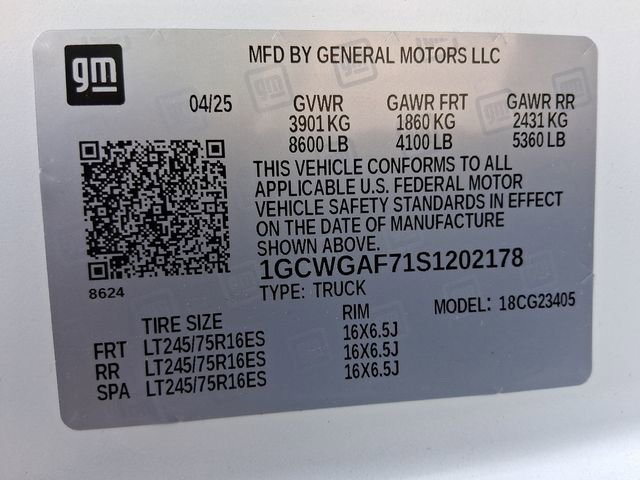 gm
MFD BY GENERAL MOTORS LLC
04/25 GVWR GAWR FRT GAWR RR
3901 KG 1860 KG 2431 KG
8600 LB 4100 LB 5360 LB
THIS VEHICLE CONFORMS TO ALL
APPLICABLE U.S. FEDERAL MOTOR
VEHICLE SAFETY STANDARDS IN EFFECT
ON THE DATE OF MANUFACTURE
SHOWN ABOVE.
8624
1GCWGAF71S1202178
TYPE: TRUCK MODEL: 18CG23405
TIRE SIZE RIM
FRT LT245/75R16ES 16X6.5J
RR LT245/75R16ES 16X6.5J
SPA LT245/75R16ES 16X6.5J